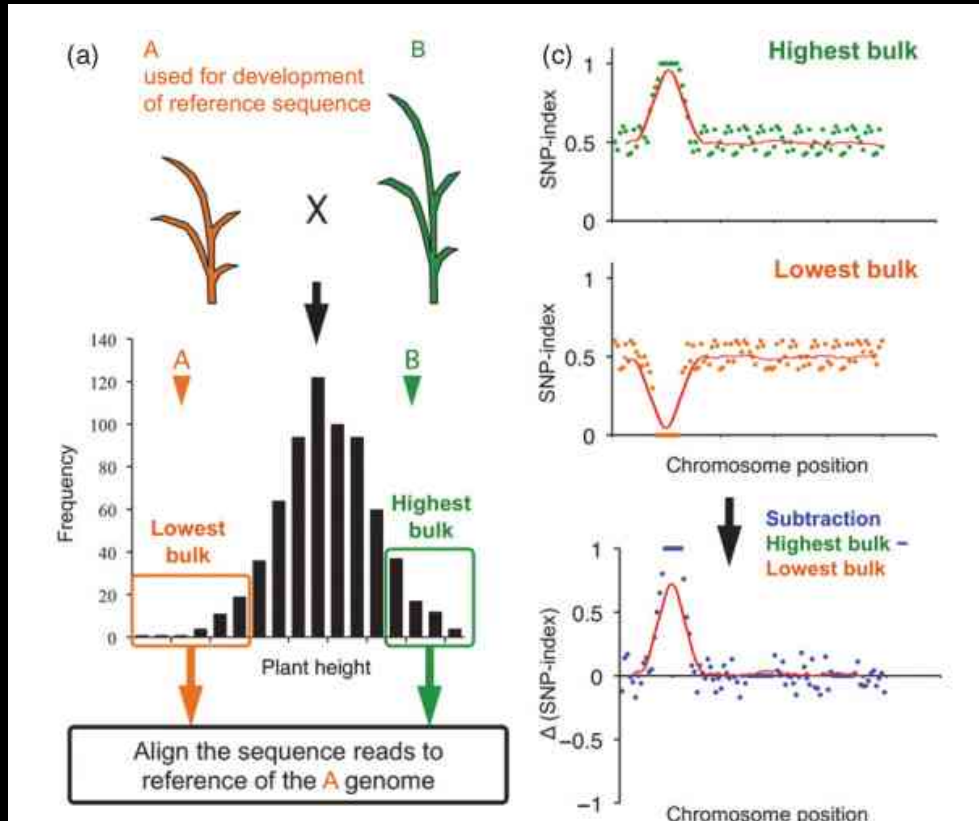 (a)
A
used for development
of reference sequence
B
X
140
120
100
80
60
40
20
0
Frequency
A
B
Lowest
bulk
Highest
bulk
Plant height
Align the sequence reads to
reference of the A genome
(c)
Highest bulk
1
0.5
0
SNP-index
Lowest bulk
1
0.5
0
SNP-index
Chromosome position
Subtraction
Highest bulk –
Lowest bulk
1
0.5
0
−0.5
−1
Δ (SNP-index)
Chromosome position